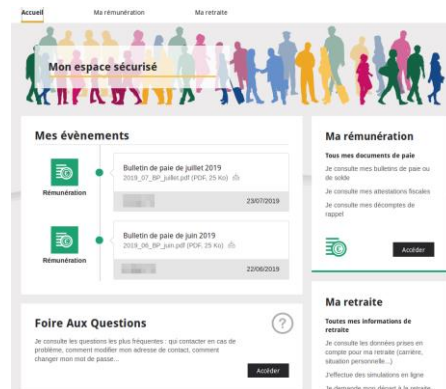 Accueil
Ma rémunération
Ma retraite
Mon espace sécurisé
Mes évènements
Rémunération
Bulletin de paie de juillet 2019
2019_07_BP_juillet.pdf (PDF, 25 Ko)
23/07/2019
Rémunération
Bulletin de paie de juin 2019
2019_06_BP_juin.pdf (PDF, 25 Ko)
22/06/2019
Foire Aux Questions
?
Je consulte les questions les plus fréquentes : qui contacter en cas de
problème, comment modifier mon adresse de contact, comment
changer mon mot de passe...
Accéder
Ma rémunération
Tous mes documents de paie
Je consulte mes bulletins de paie ou
de solde
Je consulte mes attestations fiscales
Je consulte mes décomptes de
rappel
Accéder
Ma retraite
Toutes mes informations de
retraite
Je consulte les données prises en
compte pour ma retraite (carrière,
situation personnelle...)
J'effectue des simulations en ligne
Je demande mon départ à la retraite